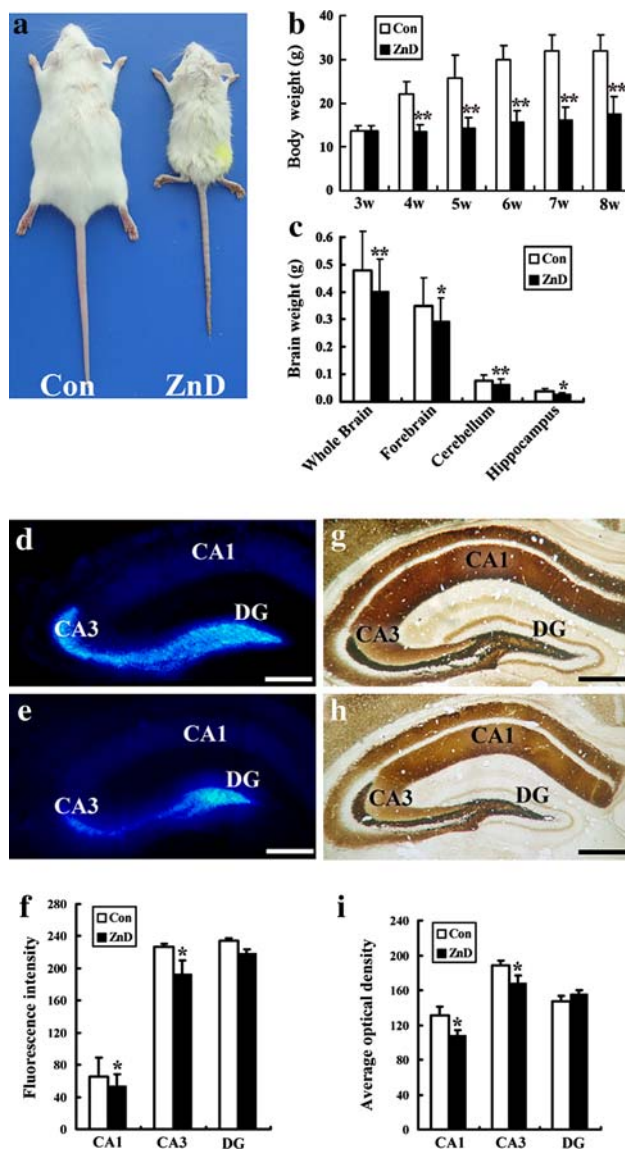 a
Con ZnD
b
Body weight (g)
40
30
20
10
0
Con
ZnD
** ** ** ** **
3w 4w 5w 6w 7w 8w
c
Brain weight (g)
0.6
0.5
0.4
0.3
0.2
0.1
0.0
Con
ZnD
** * ** *
Whole Brain Forebrain Cerebellum Hippocampus
d
CA1
CA3
DG
g
CA1
CA3
DG
e
CA1
CA3
DG
h
CA1
CA3
DG
f
Fluorescence intensity
280
240
200
160
120
80
40
0
Con
ZnD
* *
CA1 CA3 DG
i
Average optical density
240
200
160
120
80
40
0
Con
ZnD
* *
CA1 CA3 DG